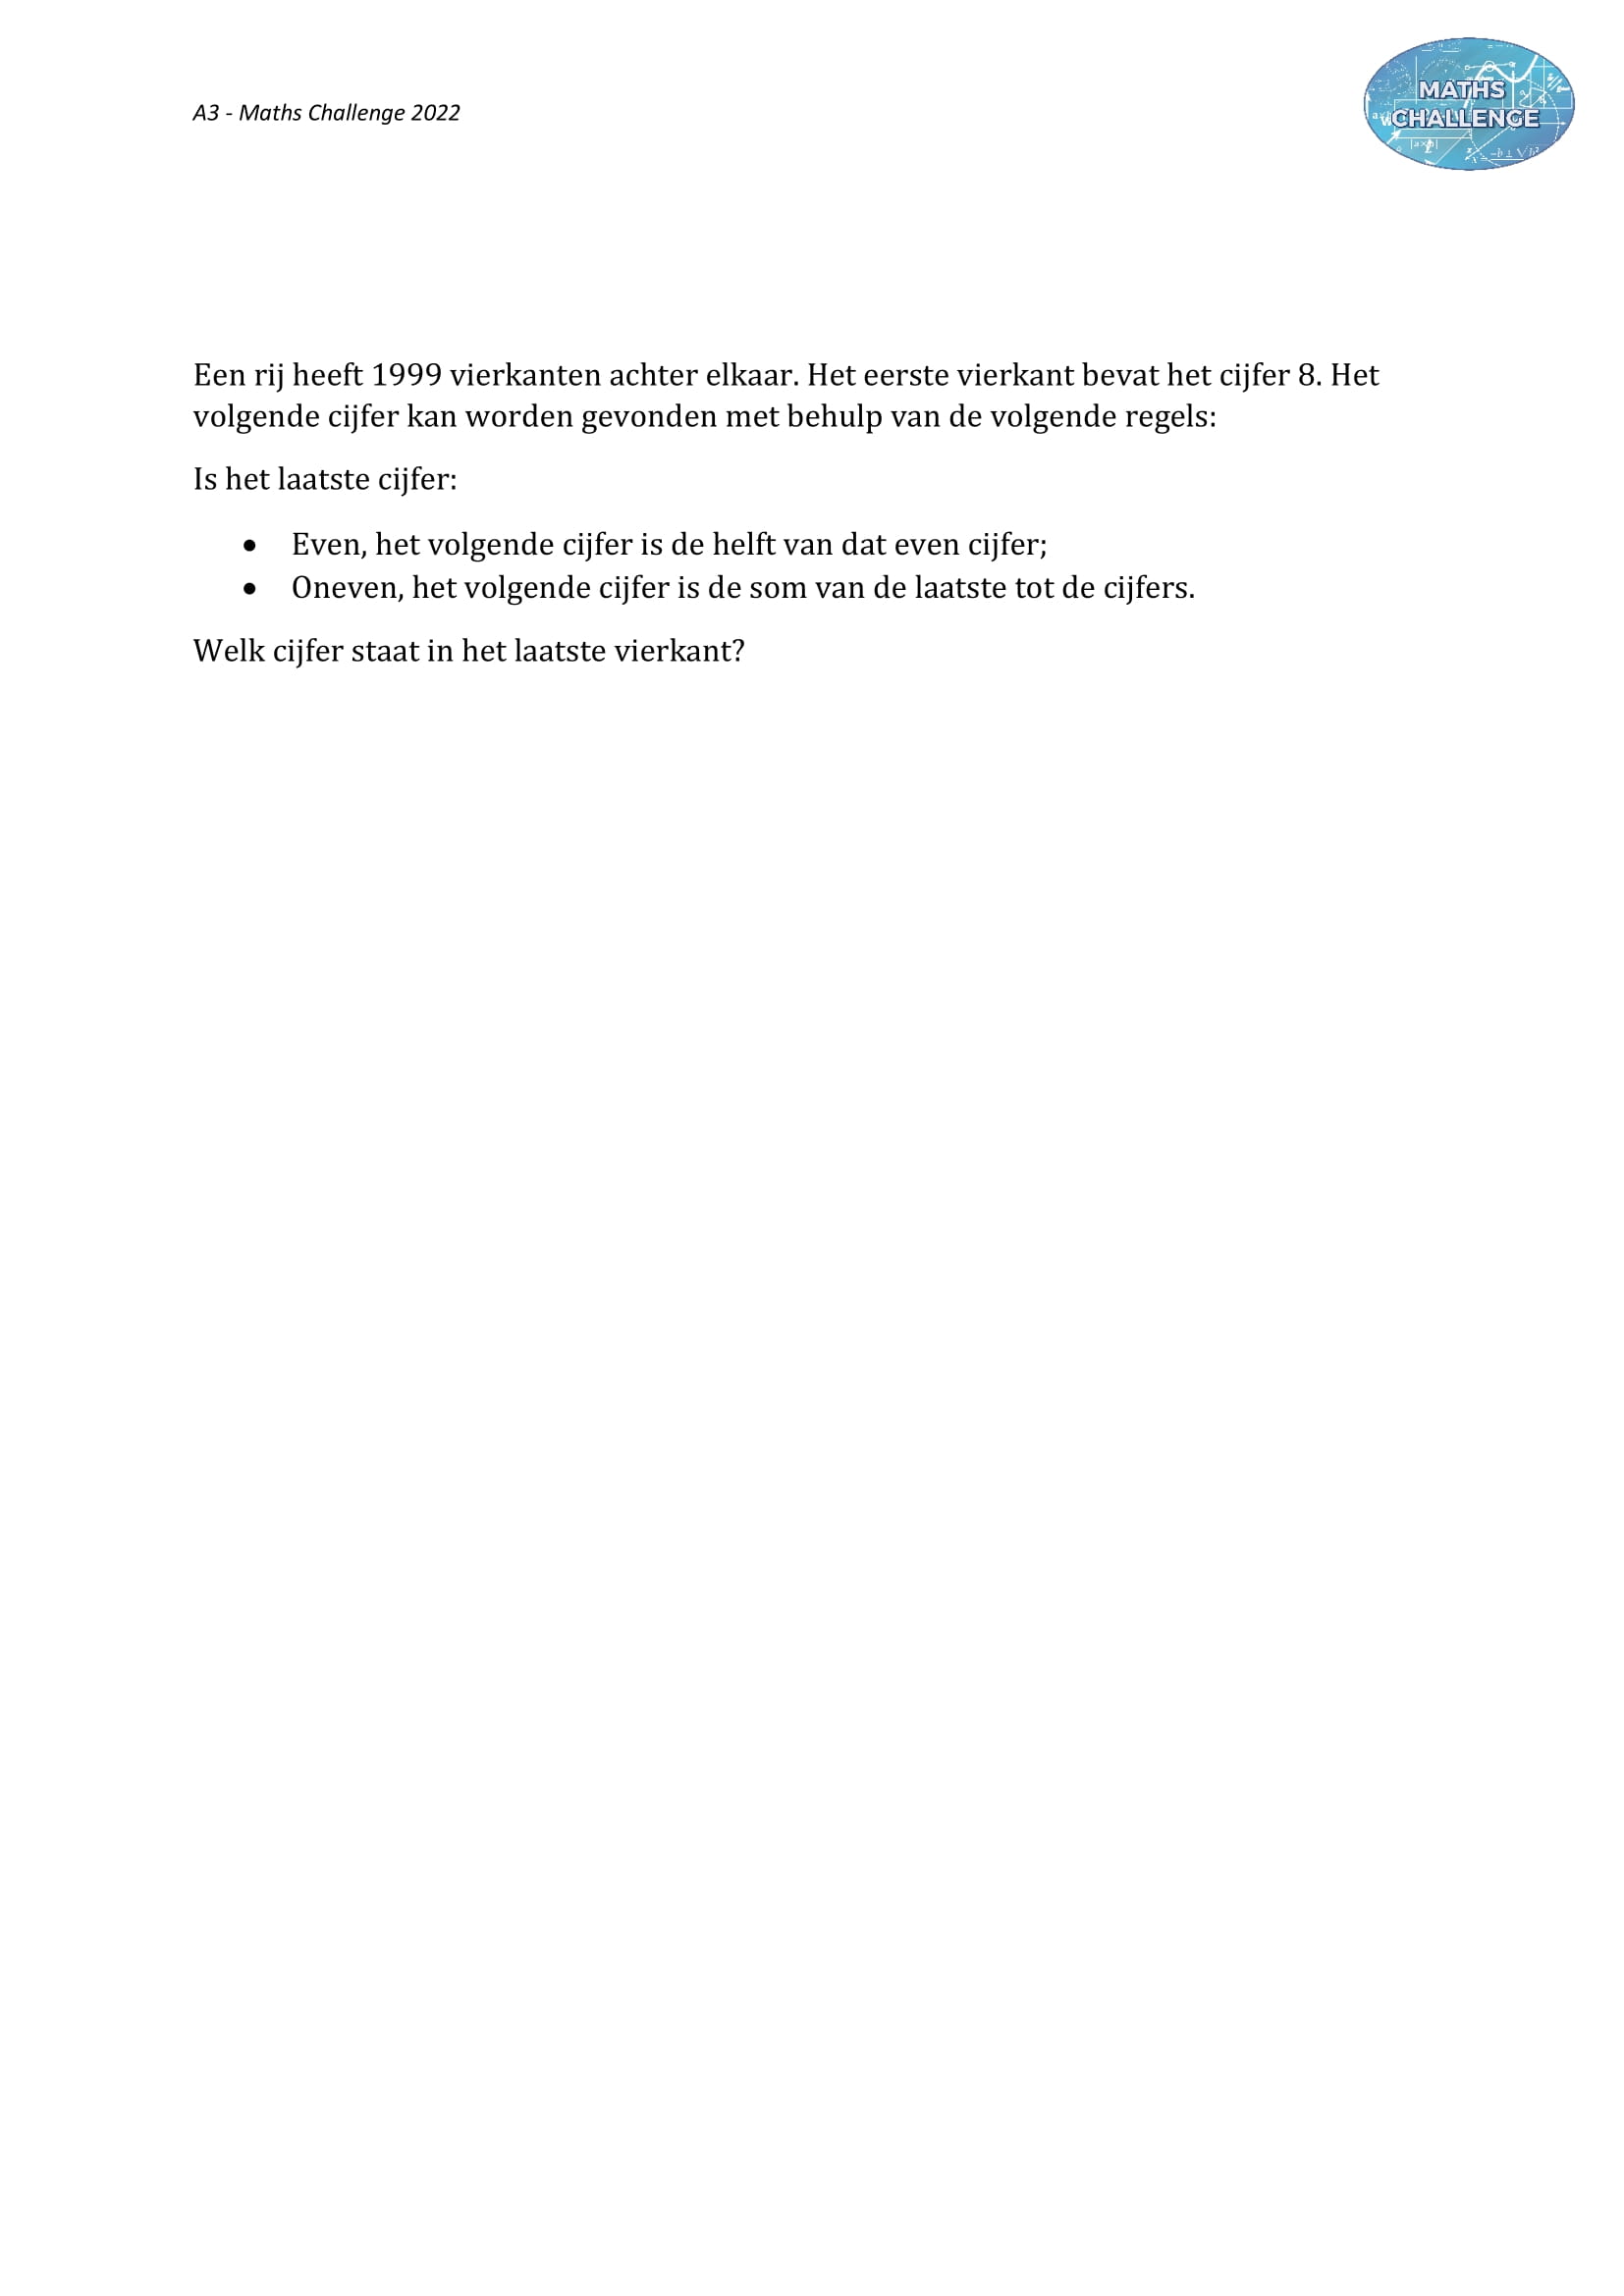 A3 - Maths Challenge 2022
MATHS
CHALLENGE
Een rij heeft 1999 vierkanten achter elkaar. Het eerste vierkant bevat het cijfer 8. Het
volgende cijfer kan worden gevonden met behulp van de volgende regels:
Is het laatste cijfer:
• Even, het volgende cijfer is de helft van dat even cijfer;
• Oneven, het volgende cijfer is de som van de laatste tot de cijfers.
Welk cijfer staat in het laatste vierkant?